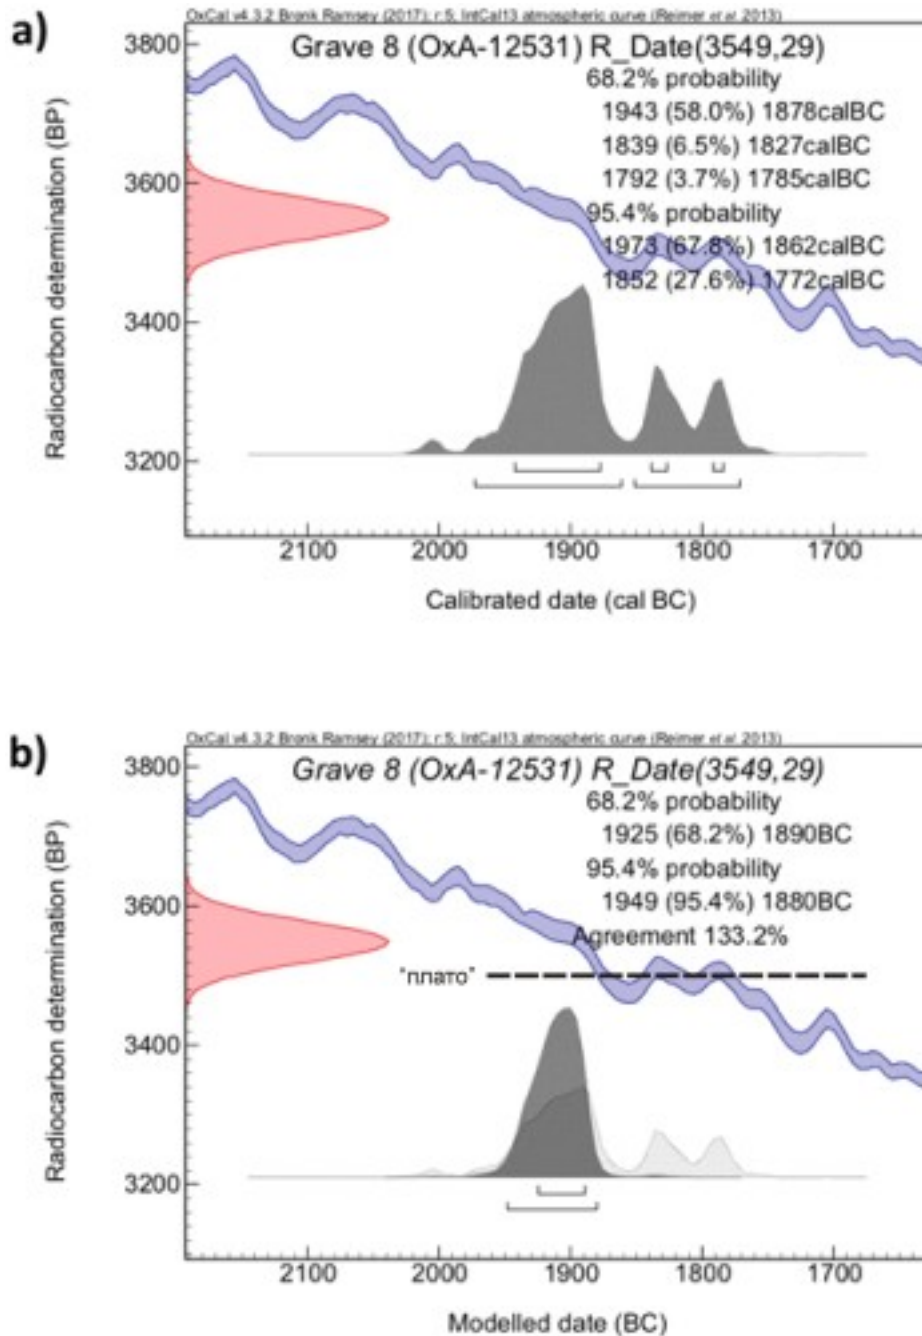 a)
OxCal v4.3.2 Bronk Ramsey (2017); r:5; IntCal13 atmospheric curve (Reimer et al. 2013)
Grave 8 (OxA-12531) R_Date(3549,29)
68.2% probability
1943 (58.0%) 1878calBC
1839 (6.5%) 1827calBC
1792 (3.7%) 1785calBC
95.4% probability
1973 (67.8%) 1862calBC
1852 (27.6%) 1772calBC
Radiocarbon determination (BP)
3800
3600
3400
3200
2100 2000 1900 1800 1700
Calibrated date (cal BC)
b)
OxCal v4.3.2 Bronk Ramsey (2017); r:5; IntCal13 atmospheric curve (Reimer et al. 2013)
Grave 8 (OxA-12531) R_Date(3549,29)
68.2% probability
1925 (68.2%) 1890BC
95.4% probability
1949 (95.4%) 1880BC
Agreement 133.2%
"плато"
Radiocarbon determination (BP)
3800
3600
3400
3200
2100 2000 1900 1800 1700
Modelled date (BC)